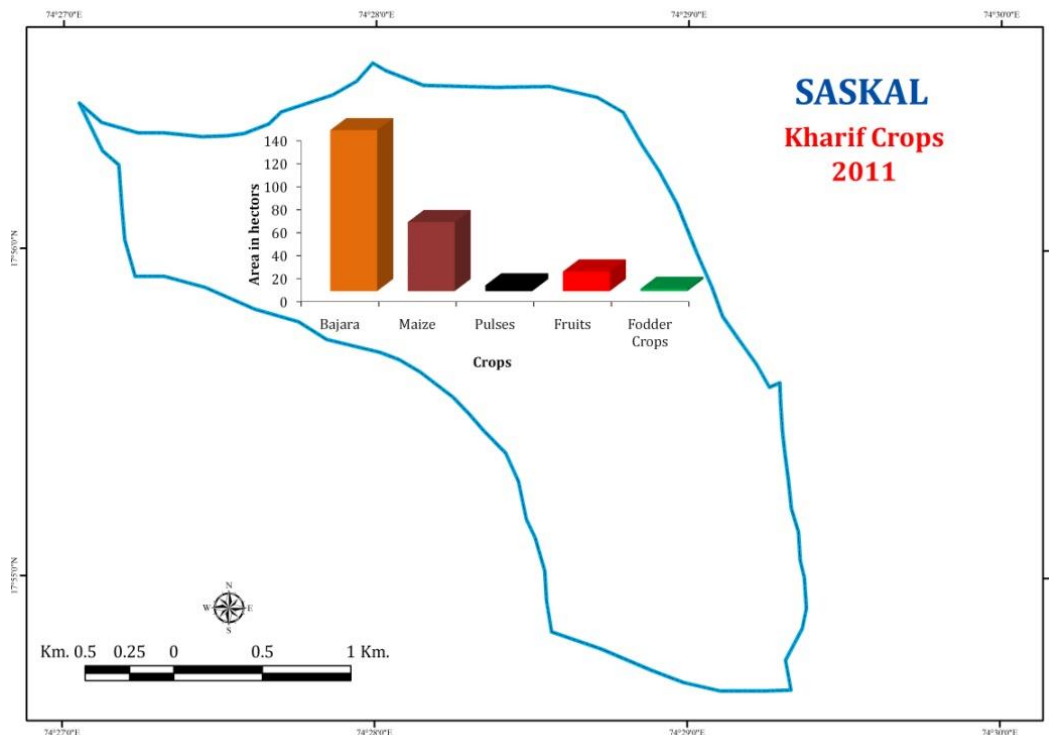 74°27'0"E 74°28'0"E 74°29'0"E 74°30'0"E
SASKAL
Kharif Crops
2011
17°56'0"N
17°55'0"N
Area in hectors
140
120
100
80
60
40
20
0
Bajara Maize Pulses Fruits Fodder
Crops
Crops
N
W E
S
Km. 0.5 0.25 0 0.5 1 Km.
74°27'0"E 74°28'0"E 74°29'0"E 74°30'0"E